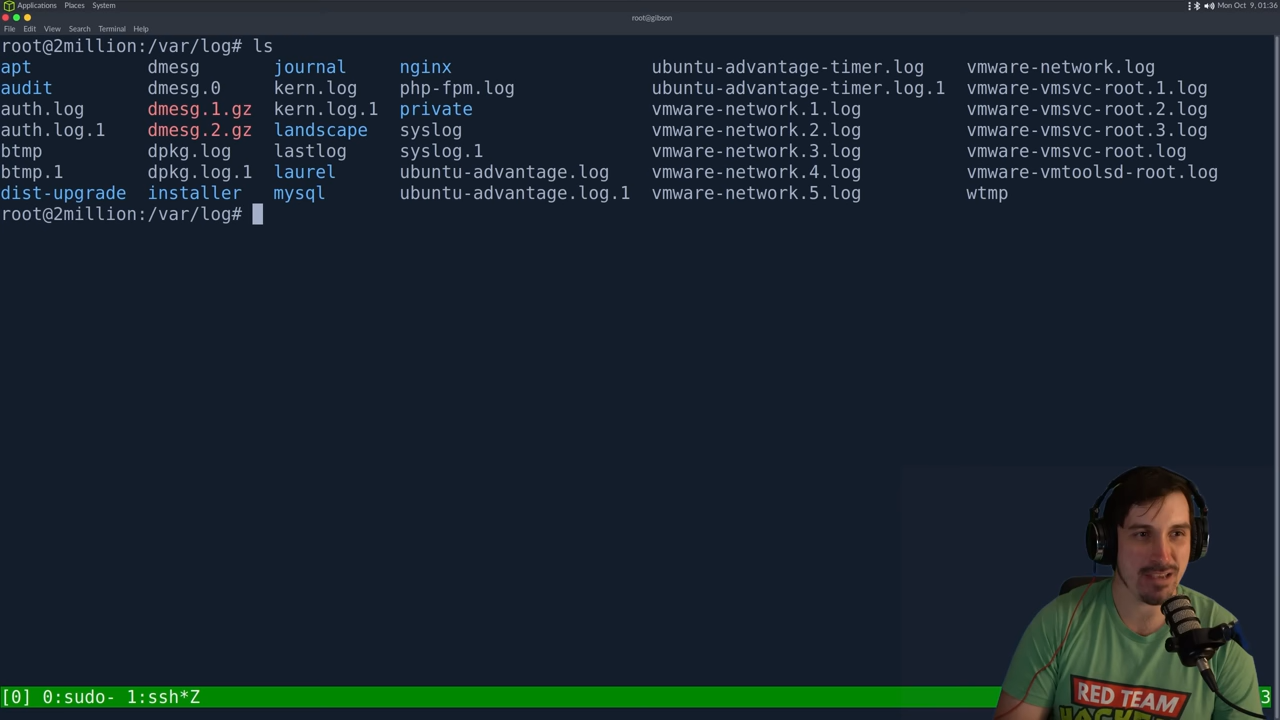 Applications Places System
Mon Oct 9, 01:36
root@gibson
File Edit View Search Terminal Help
root@2million:/var/log# ls
apt dmesg journal nginx ubuntu-advantage-timer.log vmware-network.log
audit dmesg.0 kern.log php-fpm.log ubuntu-advantage-timer.log.1 vmware-vmsvc-root.1.log
auth.log dmesg.1.gz kern.log.1 private vmware-network.1.log vmware-vmsvc-root.2.log
auth.log.1 dmesg.2.gz landscape syslog vmware-network.2.log vmware-vmsvc-root.3.log
btmp dpkg.log lastlog syslog.1 vmware-network.3.log vmware-vmsvc-root.log
btmp.1 dpkg.log.1 laurel ubuntu-advantage.log vmware-network.4.log vmware-vmtoolsd-root.log
dist-upgrade installer mysql ubuntu-advantage.log.1 vmware-network.5.log wtmp
root@2million:/var/log#
[0] 0:sudo- 1:ssh*Z
3
RED TEAM